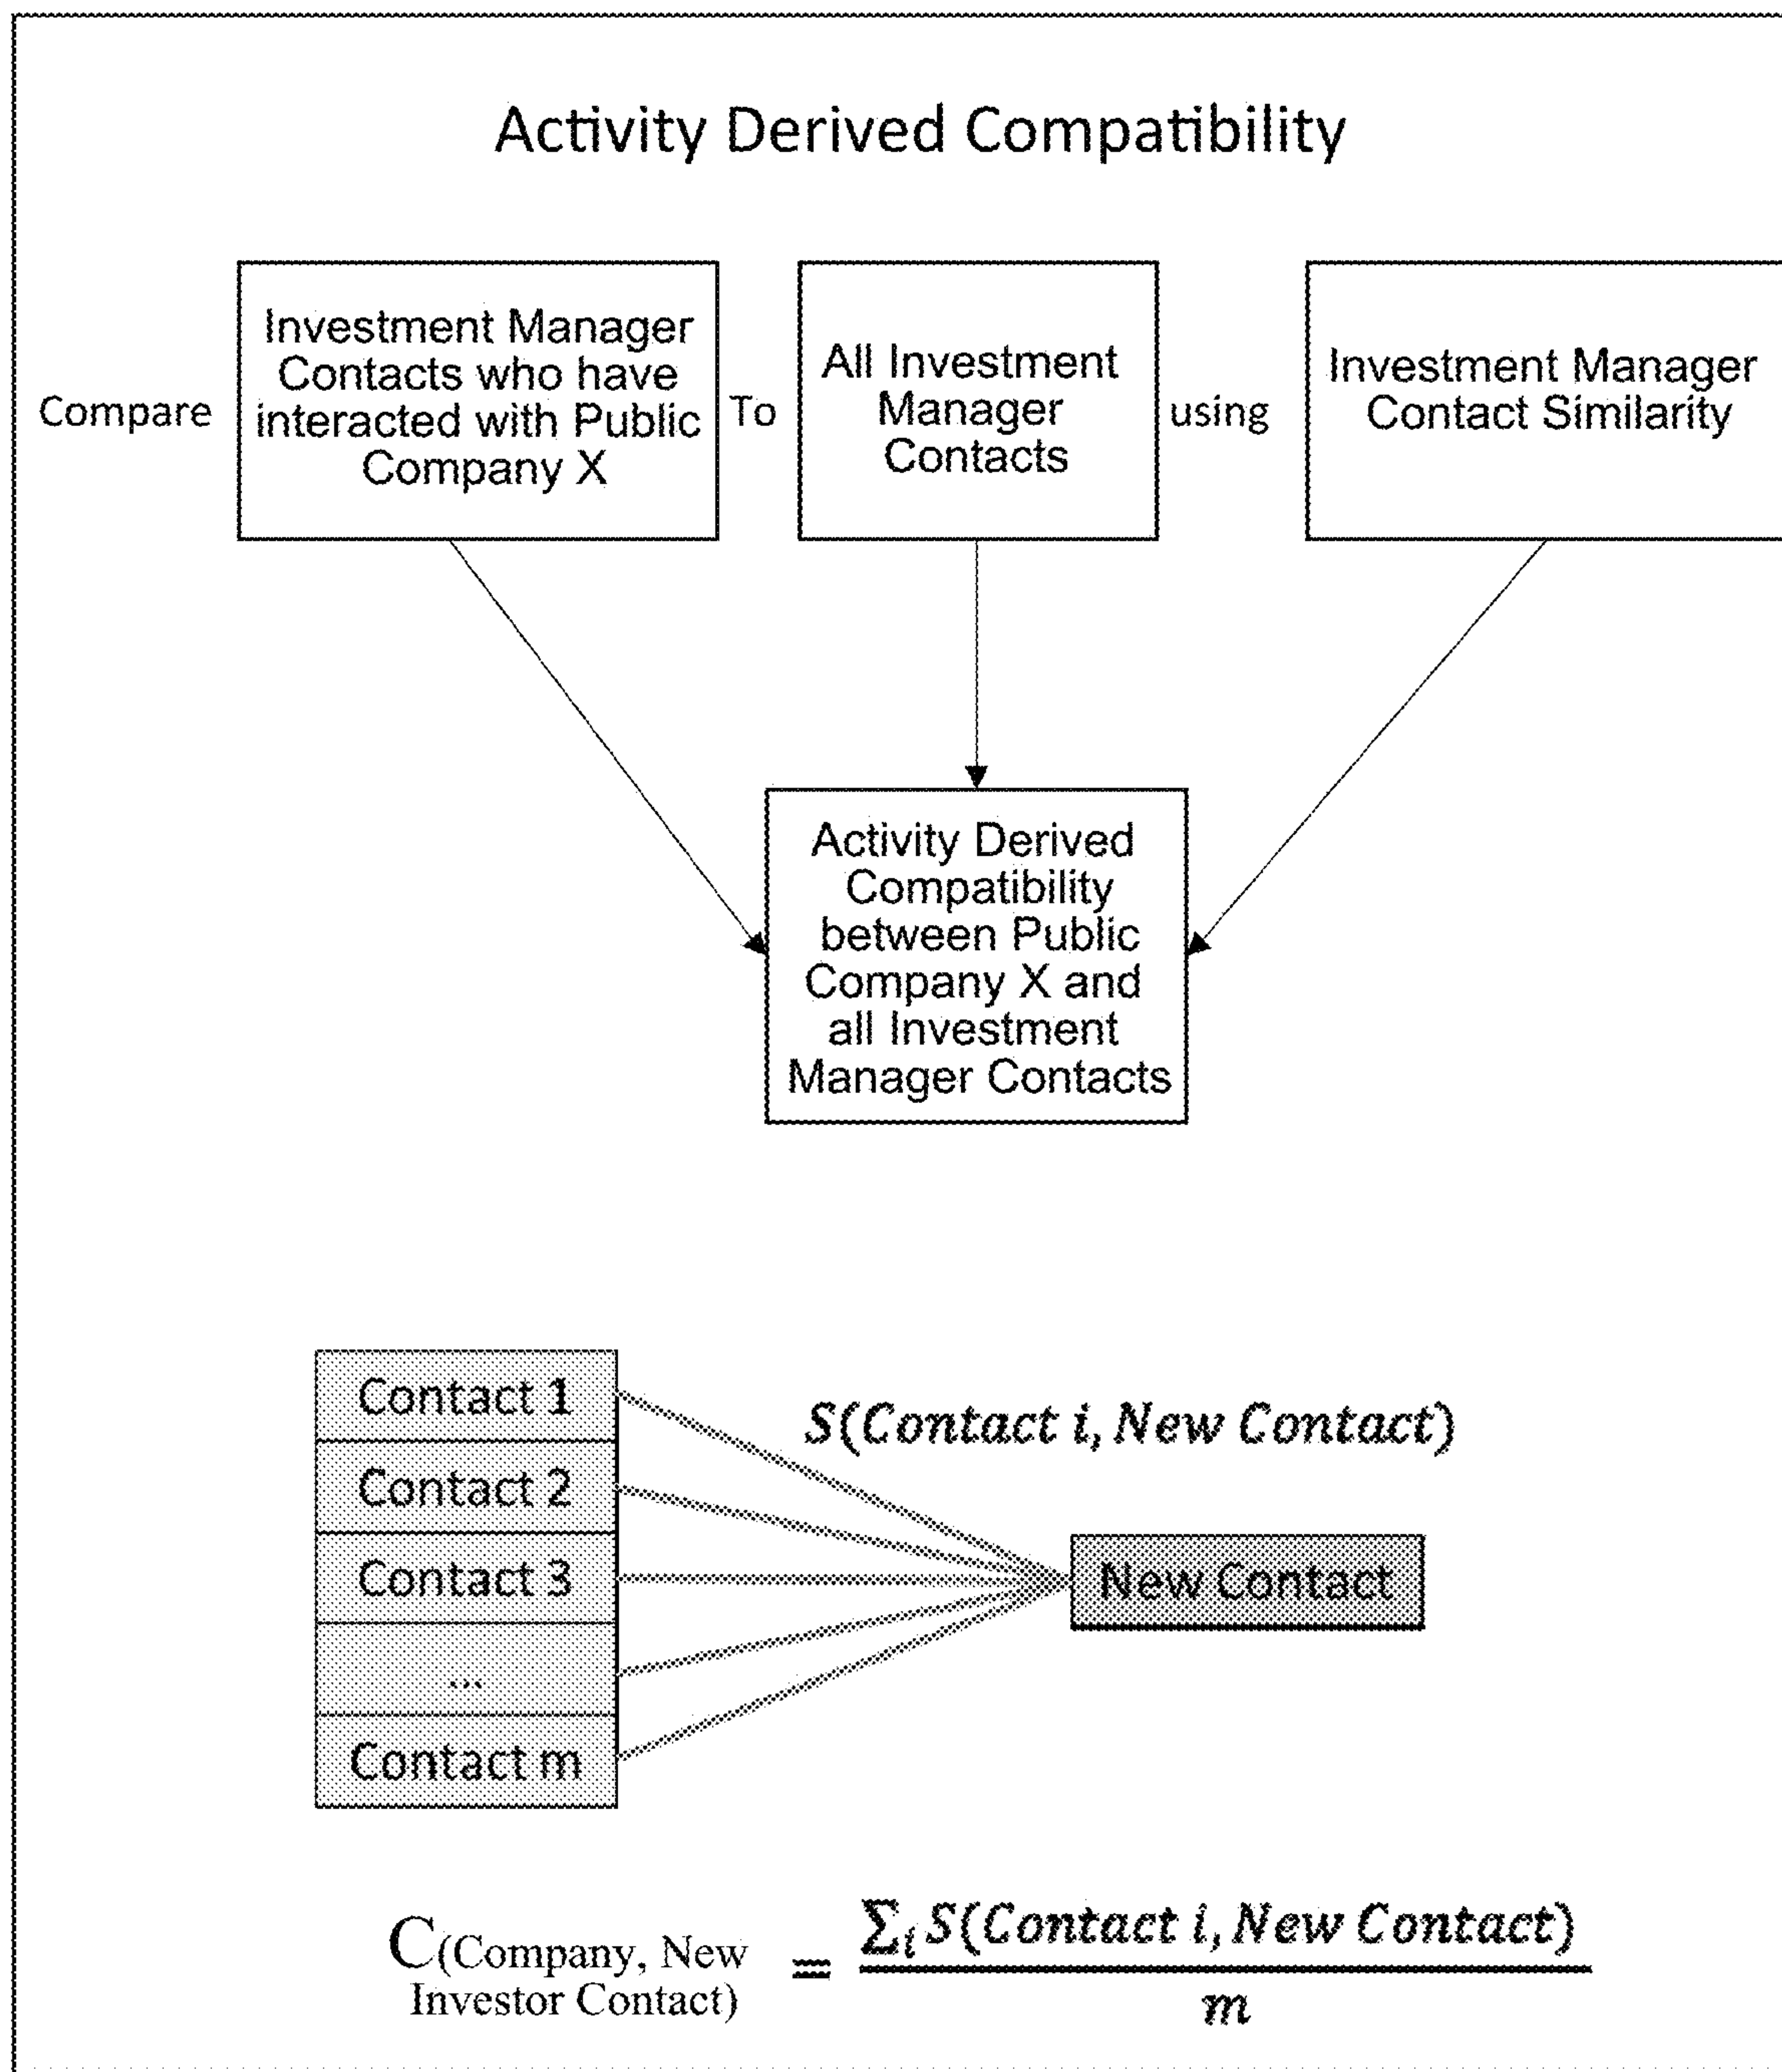 Activity Derived Compatibility
Compare
Investment Manager
Contacts who have
interacted with Public
Company X
To
All Investment
Manager
Contacts
using
Investment Manager
Contact Similarity
Activity Derived
Compatibility
between Public
Company X and
all Investment
Manager Contacts
Contact 1
Contact 2
Contact 3
...
Contact m
S(Contact i, New Contact)
New Contact
C(Company, New
Investor Contact)
=
∑i S(Contact i, New Contact)
m